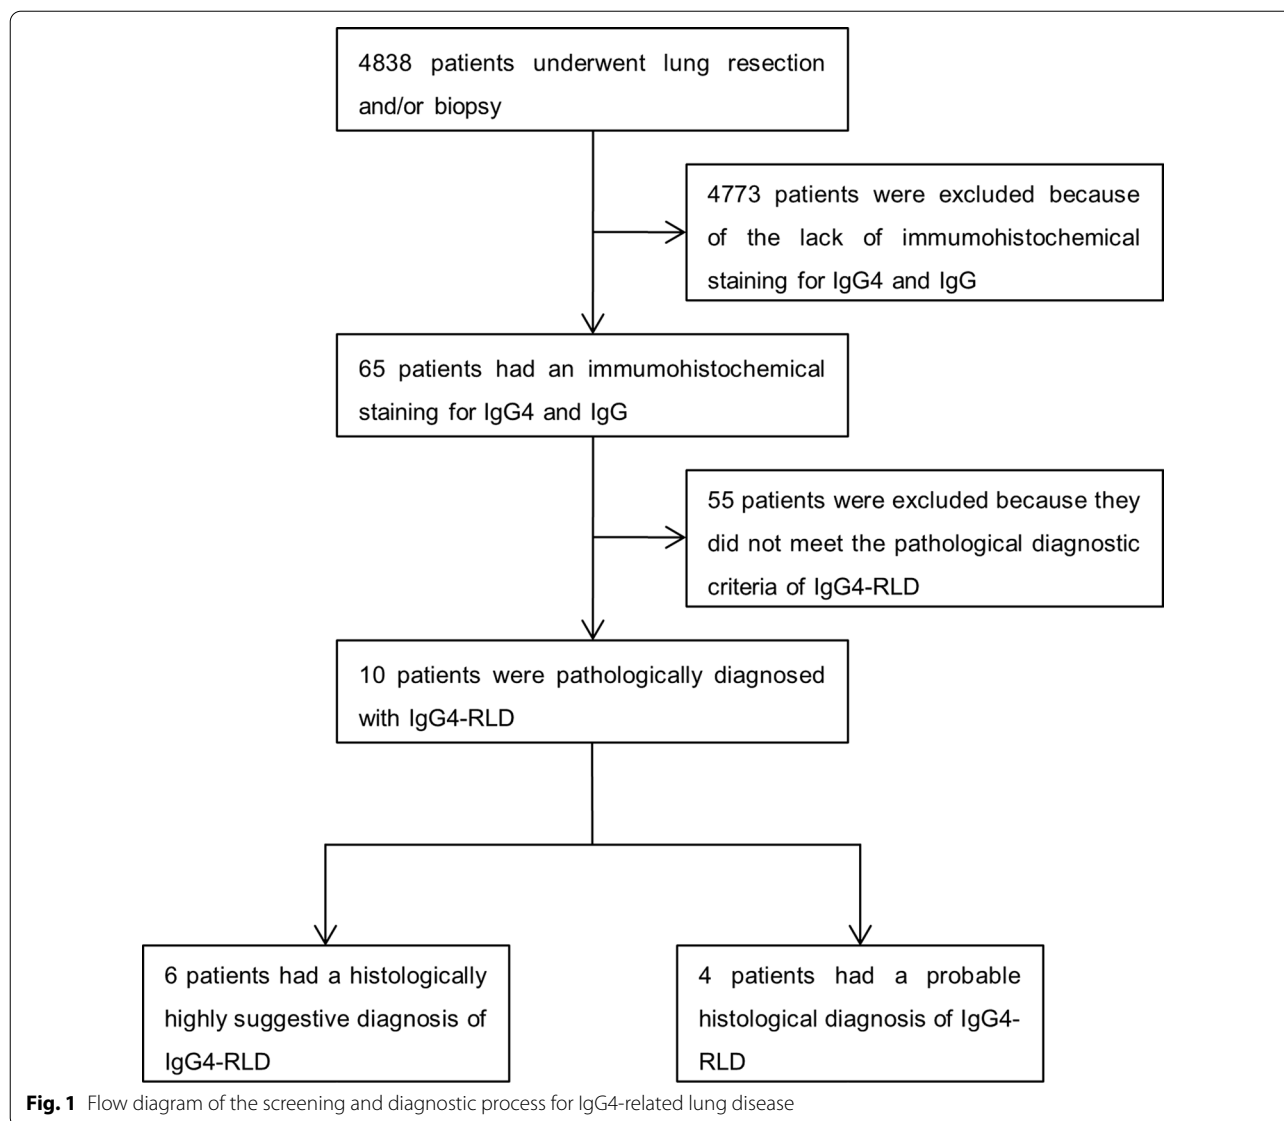 4838 patients underwent lung resection
and/or biopsy
4773 patients were excluded because
of the lack of immumohistochemical
staining for IgG4 and IgG
65 patients had an immumohistochemical
staining for IgG4 and IgG
55 patients were excluded because they
did not meet the pathological diagnostic
criteria of IgG4-RLD
10 patients were pathologically diagnosed
with IgG4-RLD
6 patients had a histologically
highly suggestive diagnosis of
IgG4-RLD
4 patients had a probable
histological diagnosis of IgG4-
RLD
Fig. 1 Flow diagram of the screening and diagnostic process for IgG4-related lung disease